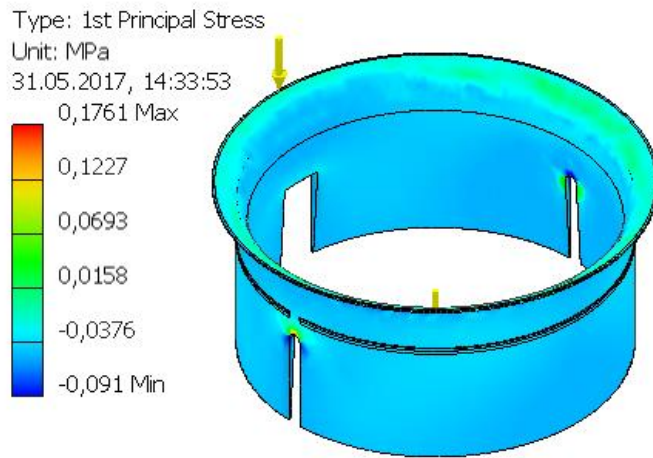 Type: 1st Principal Stress
Unit: MPa
31.05.2017, 14:33:53
0,1761 Max
0,1227
0,0693
0,0158
-0,0376
-0,091 Min